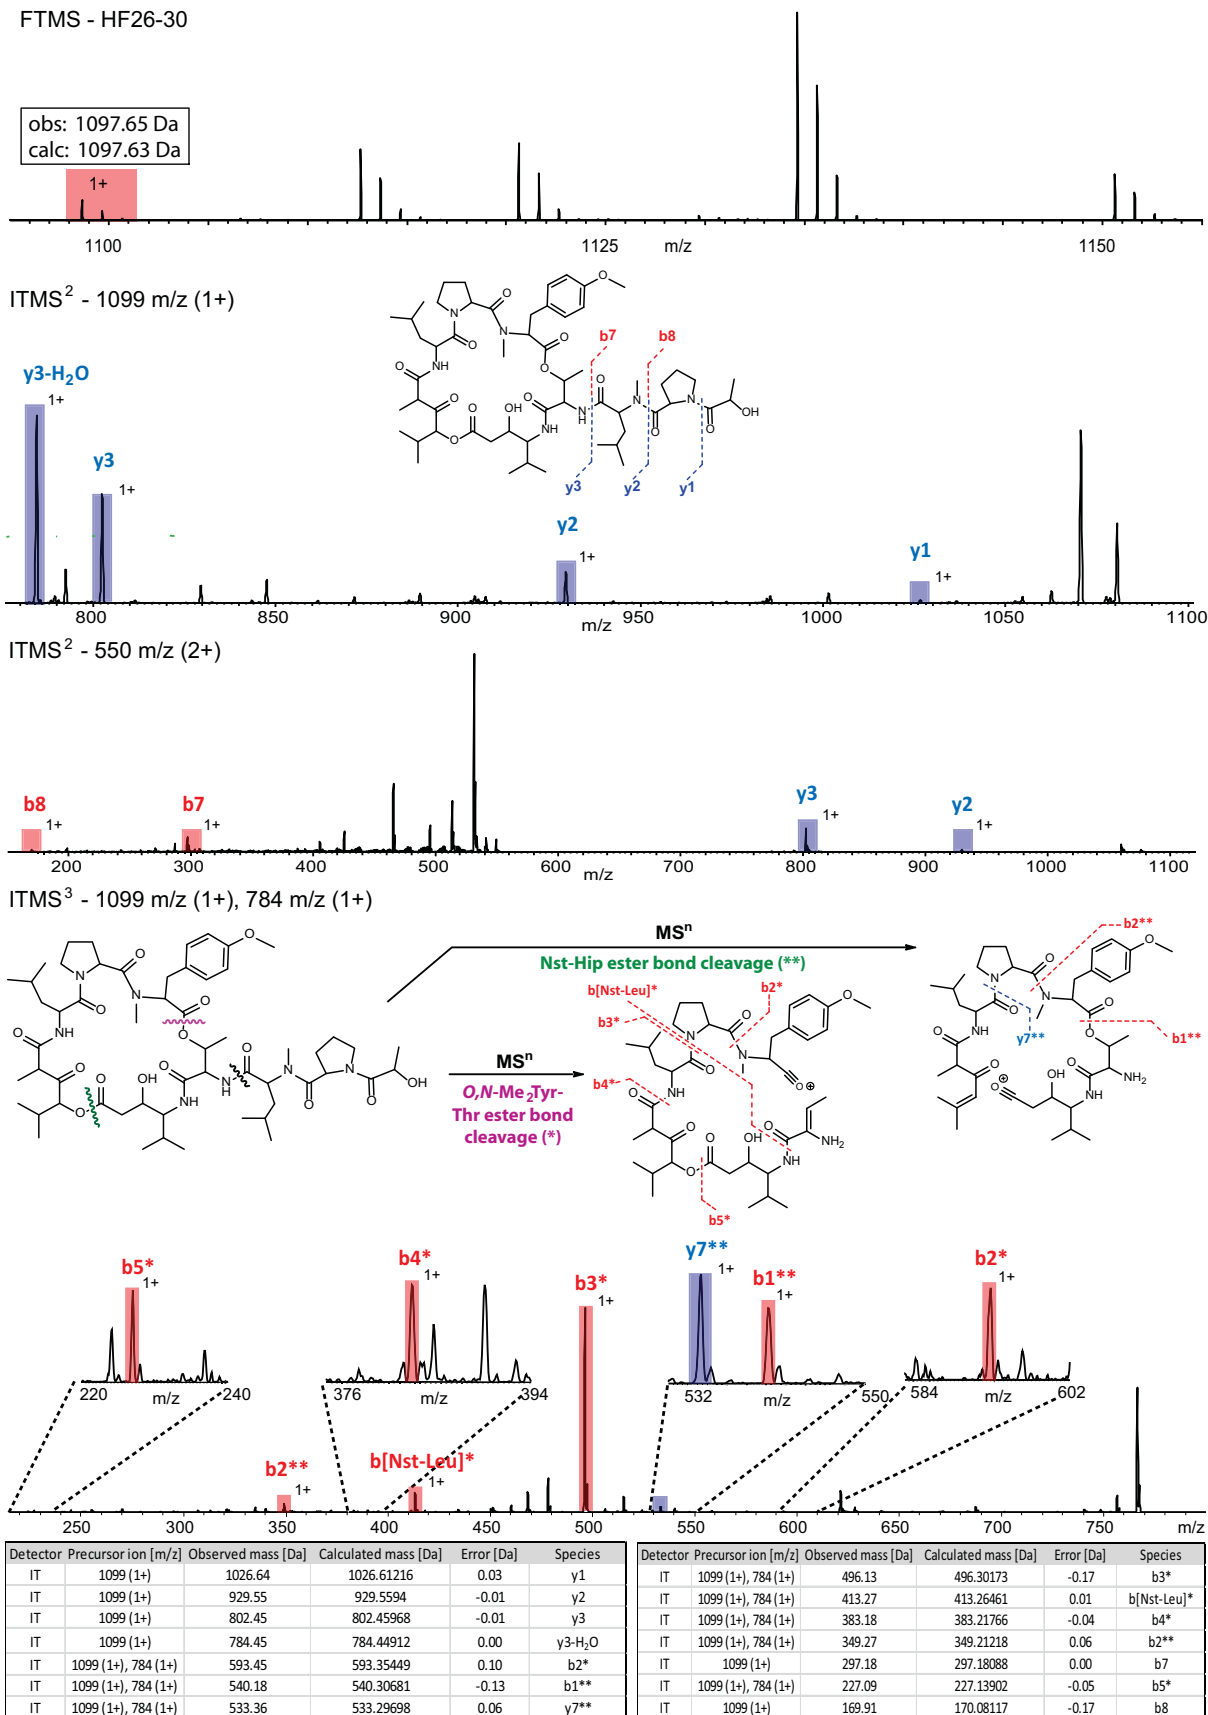 FTMS - HF26-30
obs: 1097.65 Da
calc: 1097.63 Da
1+
1100
1125
m/z
1150
ITMS² - 1099 m/z (1+)
y3-H₂O
1+
y3
1+
y2
1+
y1
1+
b7
b8
y3
y2
y1
O
O
O
N
O
N
O
O
NH
O
O
O
O
O
OH
O
NH
O
N
H
O
N
O
N
O
OH
800
850
900
950
1000
1050
1100
m/z
ITMS² - 550 m/z (2+)
b8
1+
b7
1+
y3
1+
y2
1+
200
300
400
500
600
700
800
900
1000
1100
m/z
ITMS³ - 1099 m/z (1+), 784 m/z (1+)
MSⁿ
Nst-Hip ester bond cleavage (**)
MSⁿ
O,N-Me₂Tyr-
Thr ester bond
cleavage (*)
b[Nst-Leu]*
b2*
b3*
b4*
b5*
b2**
y7**
b1**
b5*
1+
b4*
1+
b3*
1+
y7**
1+
b1**
1+
b2*
1+
220 m/z 240
376 m/z 394
532 m/z 550
584 m/z 602
b2**
1+
b[Nst-Leu]*
1+
250 300 350 400 450 500 550 600 650 700 750 m/z
Detector Precursor ion [m/z] Observed mass [Da] Calculated mass [Da] Error [Da] Species
IT 1099 (1+) 1026.64 1026.61216 0.03 y1
IT 1099 (1+) 929.55 929.5594 -0.01 y2
IT 1099 (1+) 802.45 802.45968 -0.01 y3
IT 1099 (1+) 784.45 784.44912 0.00 y3-H₂O
IT 1099 (1+), 784 (1+) 593.45 593.35449 0.10 b2*
IT 1099 (1+), 784 (1+) 540.18 540.30681 -0.13 b1**
IT 1099 (1+), 784 (1+) 533.36 533.29698 0.06 y7**
Detector Precursor ion [m/z] Observed mass [Da] Calculated mass [Da] Error [Da] Species
IT 1099 (1+), 784 (1+) 496.13 496.30173 -0.17 b3*
IT 1099 (1+), 784 (1+) 413.27 413.26461 0.01 b[Nst-Leu]*
IT 1099 (1+), 784 (1+) 383.18 383.21766 -0.04 b4*
IT 1099 (1+), 784 (1+) 349.27 349.21218 0.06 b2**
IT 1099 (1+) 297.18 297.18088 0.00 b7
IT 1099 (1+), 784 (1+) 227.09 227.13902 -0.05 b5*
IT 1099 (1+) 169.91 170.08117 -0.17 b8